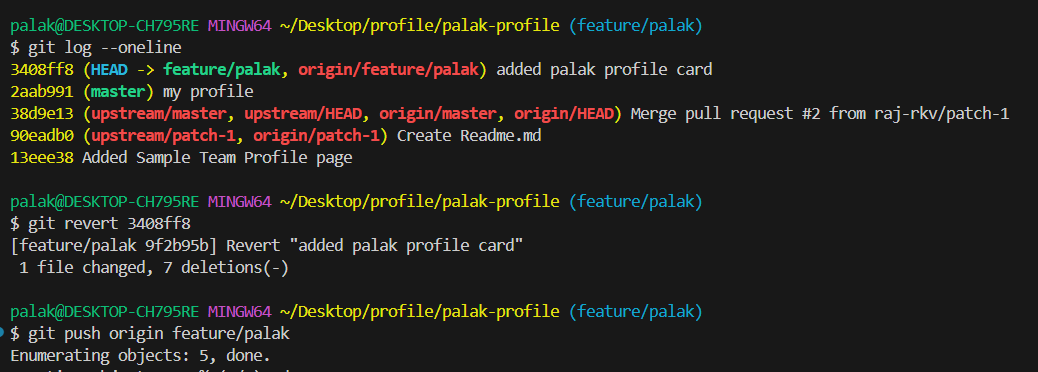 palak@DESKTOP-CH795RE MINGW64 ~/Desktop/profile/palak-profile (feature/palak)
$ git log --oneline
3408ff8 (HEAD -> feature/palak, origin/feature/palak) added palak profile card
2aab991 (master) my profile
38d9e13 (upstream/master, upstream/HEAD, origin/master, origin/HEAD) Merge pull request #2 from raj-rkv/patch-1
90eadb0 (upstream/patch-1, origin/patch-1) Create Readme.md
13eee38 Added Sample Team Profile page
palak@DESKTOP-CH795RE MINGW64 ~/Desktop/profile/palak-profile (feature/palak)
$ git revert 3408ff8
[feature/palak 9f2b95b] Revert "added palak profile card"
1 file changed, 7 deletions(-)
palak@DESKTOP-CH795RE MINGW64 ~/Desktop/profile/palak-profile (feature/palak)
$ git push origin feature/palak
Enumerating objects: 5, done.